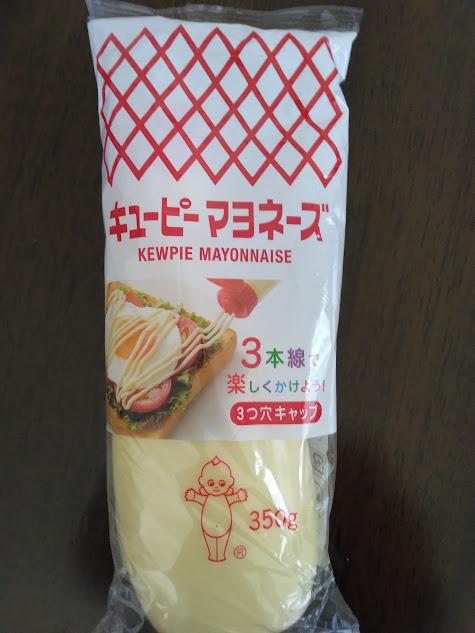 キューピー マヨネーズ
KEWPIE MAYONNAISE
3本線で
楽しくかけよう!
3つ穴キャップ
350g
®